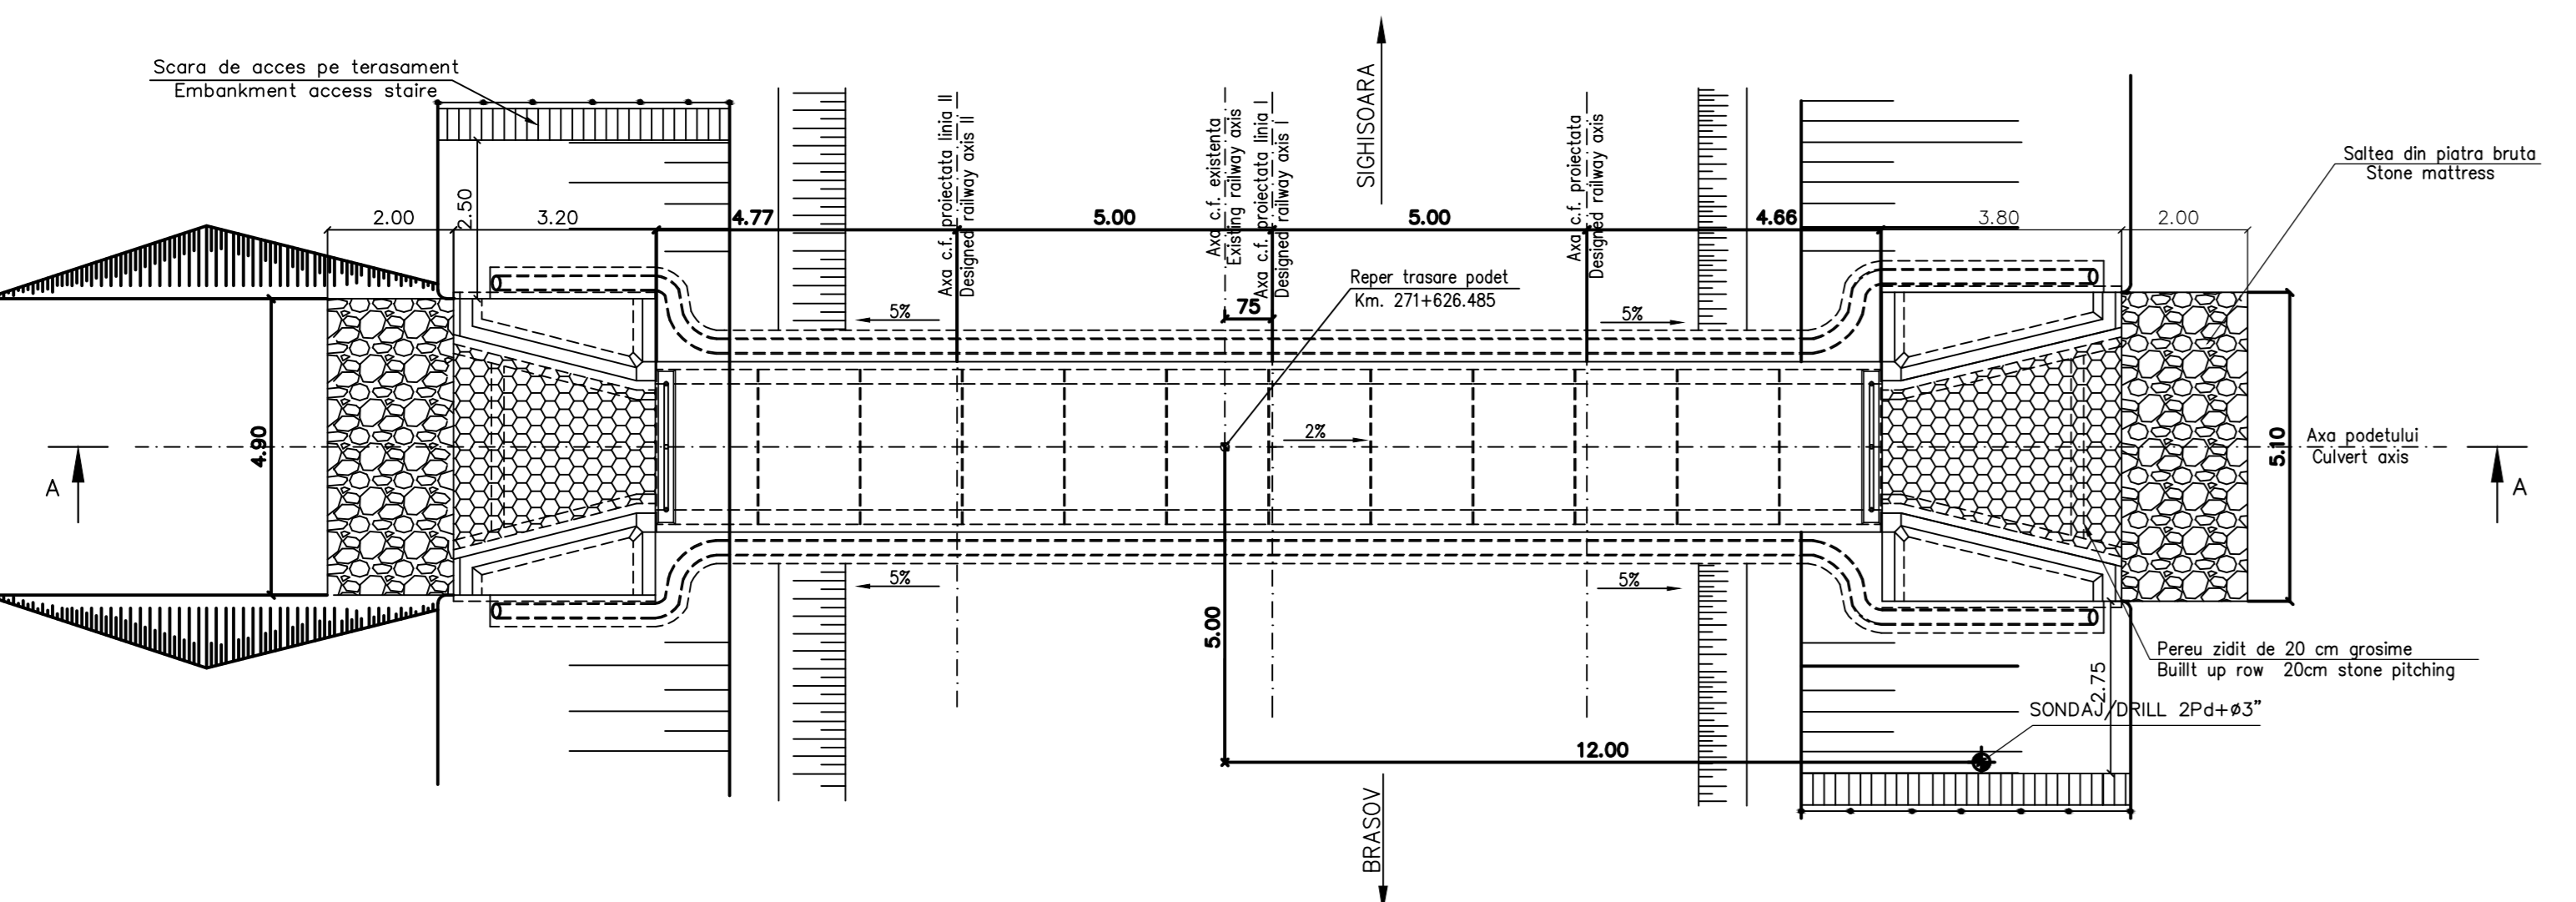 Scara de acces pe terasament
Embankment access staire
SIGHISOARA
Axa c.f. proiectata linia II
Designed railway axis II
Axa c.f. existenta
Existing railway axis
Axa c.f. proiectata linia I
Designed railway axis I
Axa c.f. proiectata
Designed railway axis
Saltea din piatra bruta
Stone mattress
2.00
2.50
3.20
4.77
5.00
5.00
4.66
3.80
2.00
Reper trasare podet
Km. 271+626.485
75
5%
5%
4.90
2%
5.10
Axa podetului
Culvert axis
A
A
5%
5%
5.00
Pereu zidit de 20 cm grosime
Buillt up row 20cm stone pitching
2.75
SONDAJ/DRILL 2Pd+ø3"
12.00
BRASOV